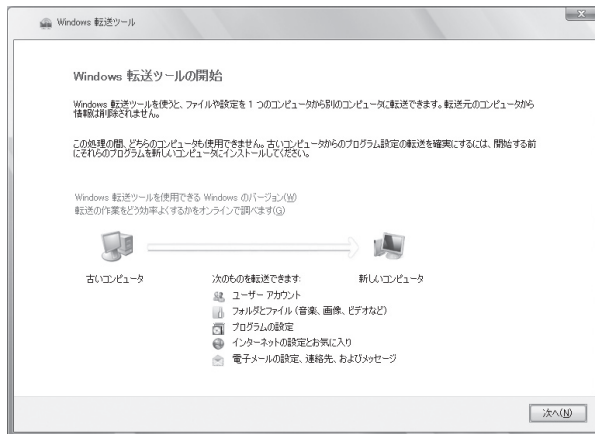 Windows 転送ツール
Windows 転送ツールの開始
Windows 転送ツールを使うと、ファイルや設定を 1 つのコンピュータから別のコンピュータに転送できます。転送元のコンピュータから
情報は削除されません。
この処理の間、どちらのコンピュータも使用できません。古いコンピュータからのプログラム設定の転送を確実にするには、開始する前
にそれらのプログラムを新しいコンピュータにインストールしてください。
Windows 転送ツールを使用できる Windows のバージョン(W)
転送の作業をどう効率よくするかをオンラインで調べます(G)
古いコンピュータ
次のものを転送できます:
新しいコンピュータ
ユーザー アカウント
フォルダとファイル (音楽、画像、ビデオなど)
プログラムの設定
インターネットの設定とお気に入り
電子メールの設定、連絡先、およびメッセージ
次へ(N)